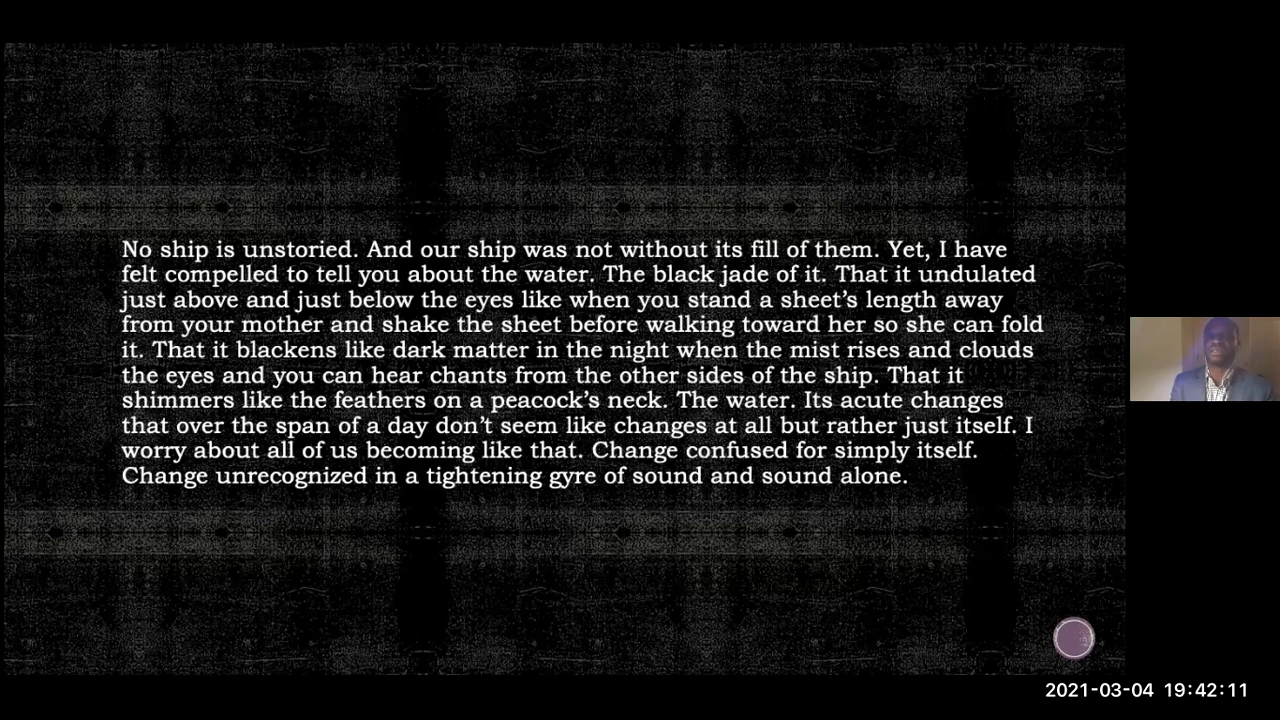 No ship is unstoried. And our ship was not without its fill of them. Yet, I have
felt compelled to tell you about the water. The black jade of it. That it undulated
just above and just below the eyes like when you stand a sheet’s length away
from your mother and shake the sheet before walking toward her so she can fold
it. That it blackens like dark matter in the night when the mist rises and clouds
the eyes and you can hear chants from the other sides of the ship. That it
shimmers like the feathers on a peacock’s neck. The water. Its acute changes
that over the span of a day don’t seem like changes at all but rather just itself. I
worry about all of us becoming like that. Change confused for simply itself.
Change unrecognized in a tightening gyre of sound and sound alone.
2021-03-04 19:42:11